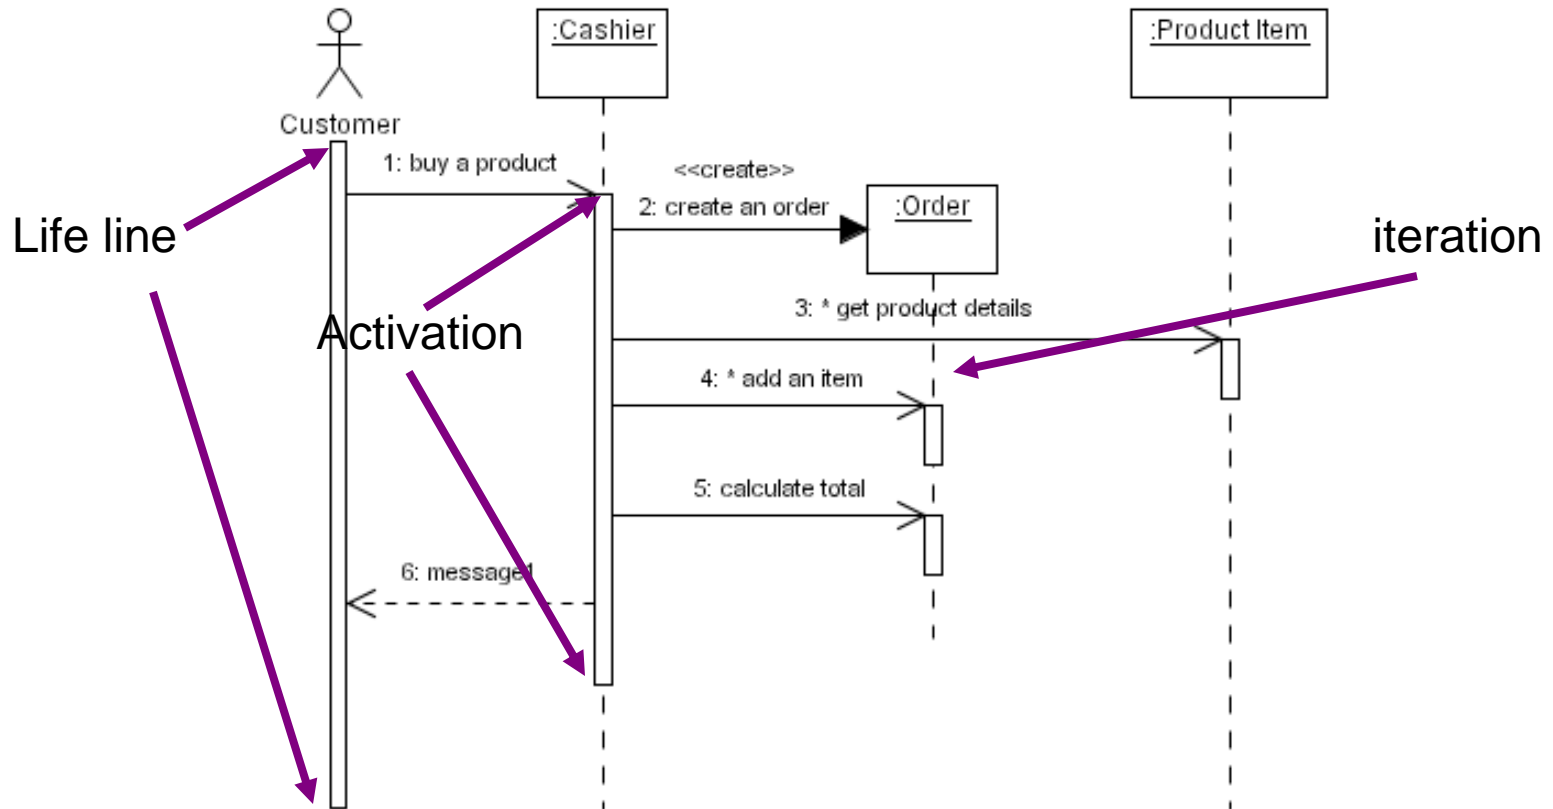 :Cashier
:Product Item
Customer
1: buy a product
<<create>>
2: create an order
:Order
Life line
iteration
3: * get product details
Activation
4: * add an item
5: calculate total
6: message1